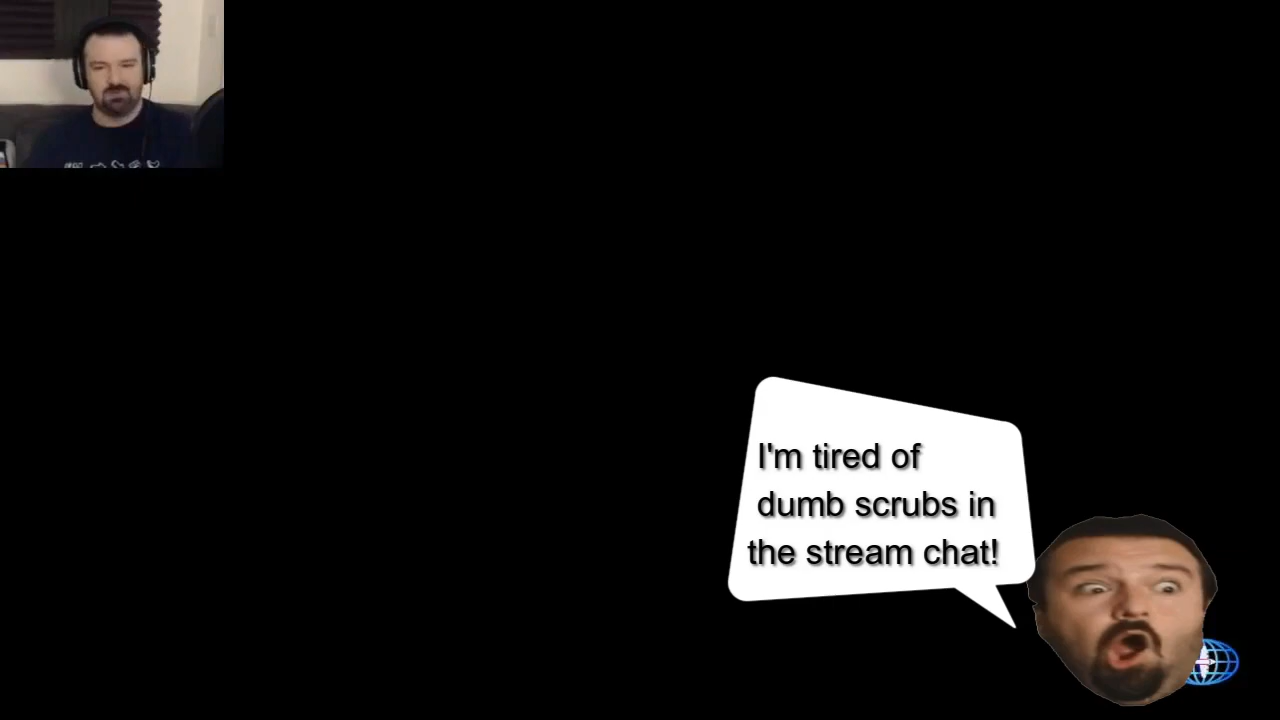 I'm tired of
dumb scrubs in
the stream chat!